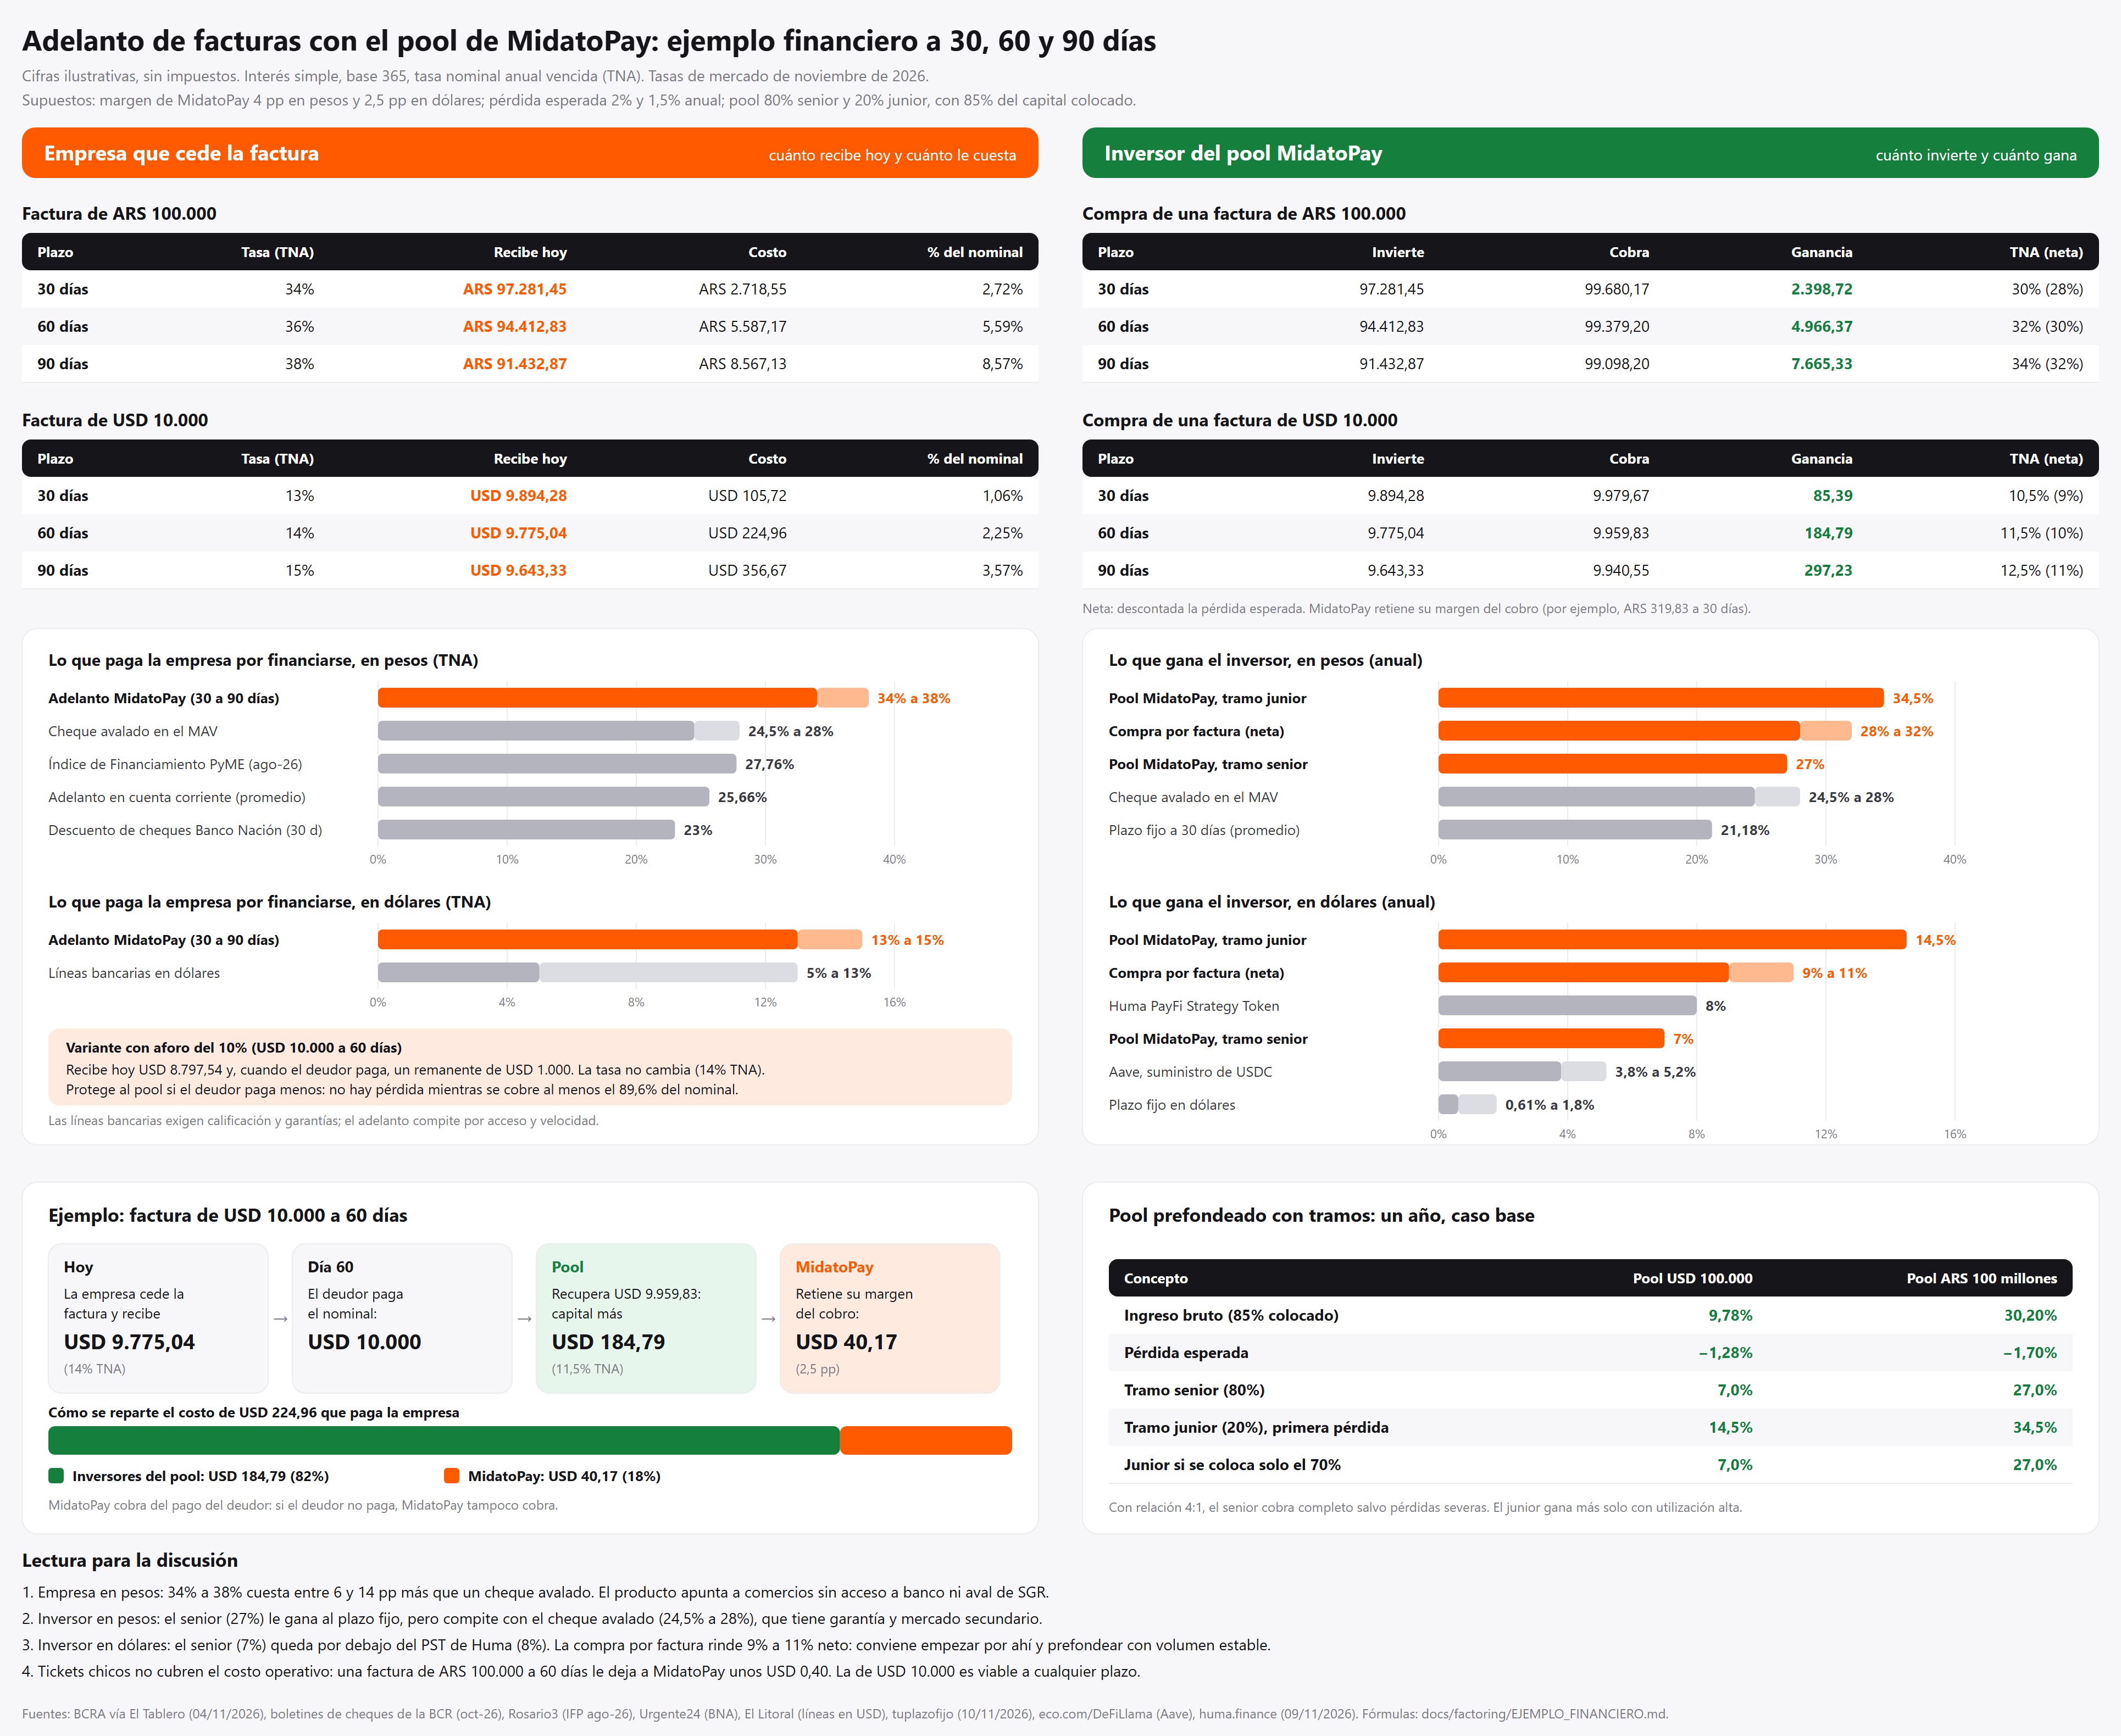 Adelanto de facturas con el pool de MidatoPay: ejemplo financiero a 30, 60 y 90 días
Cifras ilustrativas, sin impuestos. Interés simple, base 365, tasa nominal anual vencida (TNA). Tasas de mercado de noviembre de 2026.
Supuestos: margen de MidatoPay 4 pp en pesos y 2,5 pp en dólares; pérdida esperada 2% y 1,5% anual; pool 80% senior y 20% junior, con 85% del capital colocado.
Empresa que cede la factura cuánto recibe hoy y cuánto le cuesta
Factura de ARS 100.000
Plazo Tasa (TNA) Recibe hoy Costo % del nominal
30 días 34% ARS 97.281,45 ARS 2.718,55 2,72%
60 días 36% ARS 94.412,83 ARS 5.587,17 5,59%
90 días 38% ARS 91.432,87 ARS 8.567,13 8,57%
Factura de USD 10.000
Plazo Tasa (TNA) Recibe hoy Costo % del nominal
30 días 13% USD 9.894,28 USD 105,72 1,06%
60 días 14% USD 9.775,04 USD 224,96 2,25%
90 días 15% USD 9.643,33 USD 356,67 3,57%
Inversor del pool MidatoPay cuánto invierte y cuánto gana
Compra de una factura de ARS 100.000
Plazo Invierte Cobra Ganancia TNA (neta)
30 días 97.281,45 99.680,17 2.398,72 30% (28%)
60 días 94.412,83 99.379,20 4.966,37 32% (30%)
90 días 91.432,87 99.098,20 7.665,33 34% (32%)
Compra de una factura de USD 10.000
Plazo Invierte Cobra Ganancia TNA (neta)
30 días 9.894,28 9.979,67 85,39 10,5% (9%)
60 días 9.775,04 9.959,83 184,79 11,5% (10%)
90 días 9.643,33 9.940,55 297,23 12,5% (11%)
Neta: descontada la pérdida esperada. MidatoPay retiene su margen del cobro (por ejemplo, ARS 319,83 a 30 días).
Lo que paga la empresa por financiarse, en pesos (TNA)
Adelanto MidatoPay (30 a 90 días) 34% a 38%
Cheque avalado en el MAV 24,5% a 28%
Índice de Financiamiento PyME (ago-26) 27,76%
Adelanto en cuenta corriente (promedio) 25,66%
Descuento de cheques Banco Nación (30 d) 23%
0% 10% 20% 30% 40%
Lo que paga la empresa por financiarse, en dólares (TNA)
Adelanto MidatoPay (30 a 90 días) 13% a 15%
Líneas bancarias en dólares 5% a 13%
0% 4% 8% 12% 16%
Variante con aforo del 10% (USD 10.000 a 60 días)
Recibe hoy USD 8.797,54 y, cuando el deudor paga, un remanente de USD 1.000. La tasa no cambia (14% TNA).
Protege al pool si el deudor paga menos: no hay pérdida mientras se cobre al menos el 89,6% del nominal.
Las líneas bancarias exigen calificación y garantías; el adelanto compite por acceso y velocidad.
Lo que gana el inversor, en pesos (anual)
Pool MidatoPay, tramo junior 34,5%
Compra por factura (neta) 28% a 32%
Pool MidatoPay, tramo senior 27%
Cheque avalado en el MAV 24,5% a 28%
Plazo fijo a 30 días (promedio) 21,18%
0% 10% 20% 30% 40%
Lo que gana el inversor, en dólares (anual)
Pool MidatoPay, tramo junior 14,5%
Compra por factura (neta) 9% a 11%
Huma PayFi Strategy Token 8%
Pool MidatoPay, tramo senior 7%
Aave, suministro de USDC 3,8% a 5,2%
Plazo fijo en dólares 0,61% a 1,8%
0% 4% 8% 12% 16%
Ejemplo: factura de USD 10.000 a 60 días
Hoy
La empresa cede la
factura y recibe
USD 9.775,04
(14% TNA)
→
Día 60
El deudor paga
el nominal:
USD 10.000
→
Pool
Recupera USD 9.959,83:
capital más
USD 184,79
(11,5% TNA)
→
MidatoPay
Retiene su margen
del cobro:
USD 40,17
(2,5 pp)
Cómo se reparte el costo de USD 224,96 que paga la empresa
Inversores del pool: USD 184,79 (82%) MidatoPay: USD 40,17 (18%)
MidatoPay cobra del pago del deudor: si el deudor no paga, MidatoPay tampoco cobra.
Pool prefondeado con tramos: un año, caso base
Concepto Pool USD 100.000 Pool ARS 100 millones
Ingreso bruto (85% colocado) 9,78% 30,20%
Pérdida esperada −1,28% −1,70%
Tramo senior (80%) 7,0% 27,0%
Tramo junior (20%), primera pérdida 14,5% 34,5%
Junior si se coloca solo el 70% 7,0% 27,0%
Con relación 4:1, el senior cobra completo salvo pérdidas severas. El junior gana más solo con utilización alta.
Lectura para la discusión
1. Empresa en pesos: 34% a 38% cuesta entre 6 y 14 pp más que un cheque avalado. El producto apunta a comercios sin acceso a banco ni aval de SGR.
2. Inversor en pesos: el senior (27%) le gana al plazo fijo, pero compite con el cheque avalado (24,5% a 28%), que tiene garantía y mercado secundario.
3. Inversor en dólares: el senior (7%) queda por debajo del PST de Huma (8%). La compra por factura rinde 9% a 11% neto: conviene empezar por ahí y prefondear con volumen estable.
4. Tickets chicos no cubren el costo operativo: una factura de ARS 100.000 a 60 días le deja a MidatoPay unos USD 0,40. La de USD 10.000 es viable a cualquier plazo.
Fuentes: BCRA vía El Tablero (04/11/2026), boletines de cheques de la BCR (oct-26), Rosario3 (IFP ago-26), Urgente24 (BNA), El Litoral (líneas en USD), tuplazofijo (10/11/2026), eco.com/DeFiLlama (Aave), huma.finance (09/11/2026). Fórmulas: docs/factoring/EJEMPLO_FINANCIERO.md.